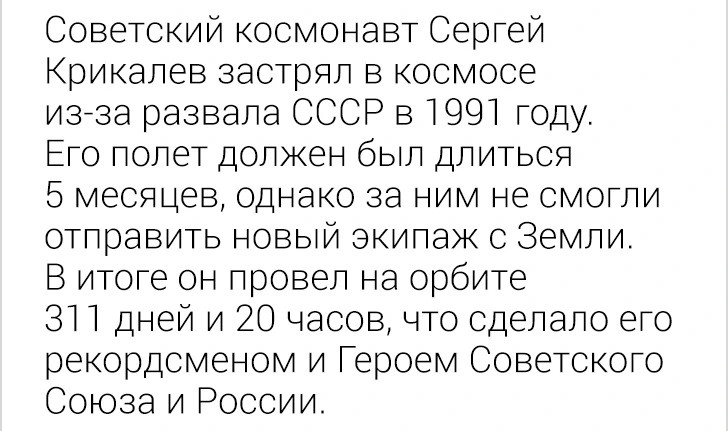 Советский космонавт Сергей
Крикалев застрял в космосе
из-за развала СССР в 1991 году.
Его полет должен был длиться
5 месяцев, однако за ним не смогли
отправить новый экипаж с Земли.
В итоге он провел на орбите
311 дней и 20 часов, что сделало его
рекордсменом и Героем Советского
Союза и России.